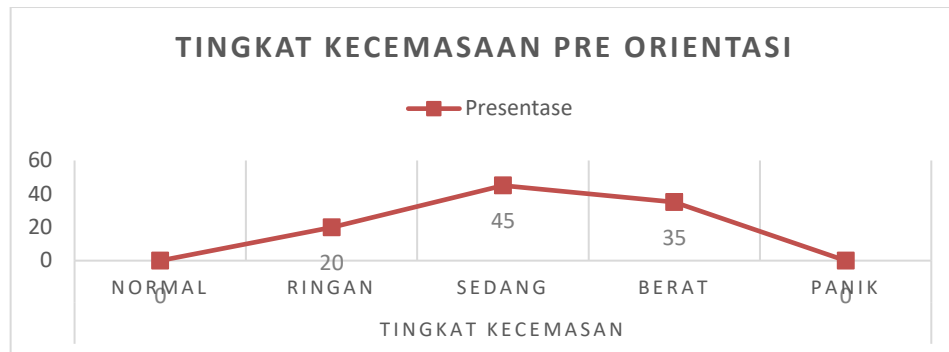 TINGKAT KECEMASAAN PRE ORIENTASI
Presentase
60
40
20
0
0
20
45
35
0
NORMAL RINGAN SEDANG BERAT PANIK
TINGKAT KECEMASAN